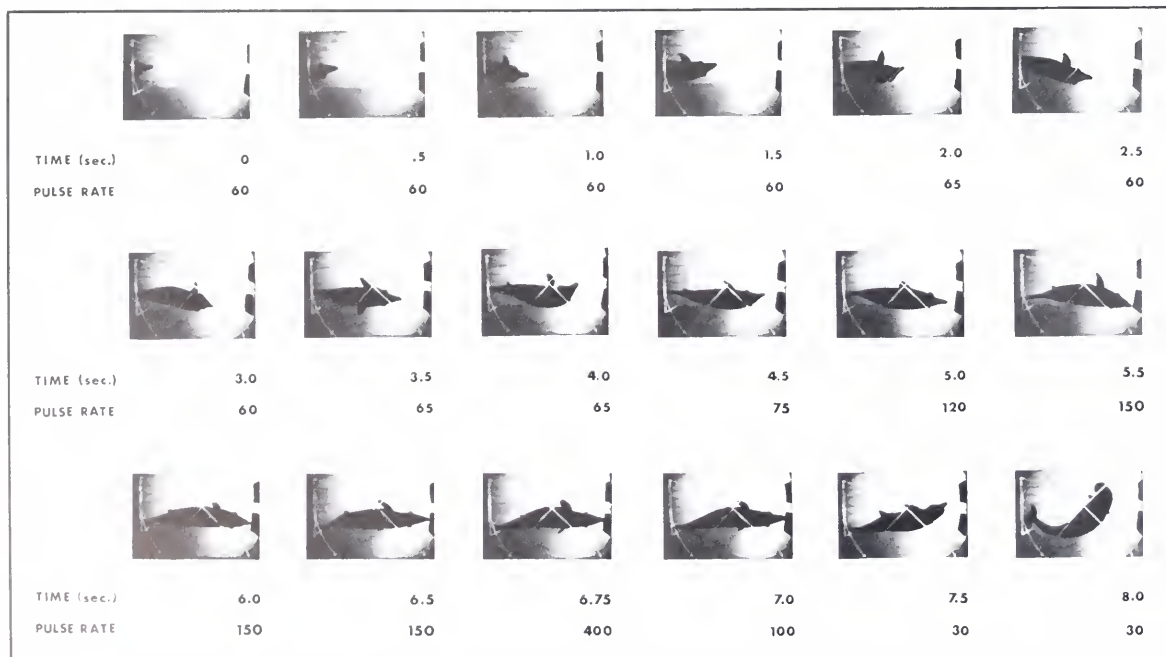 TIME (sec.) 0 .5 1.0 1.5 2.0 2.5
PULSE RATE 60 60 60 60 65 60
TIME (sec.) 3.0 3.5 4.0 4.5 5.0 5.5
PULSE RATE 60 65 65 75 120 150
TIME (sec.) 6.0 6.5 6.75 7.0 7.5 8.0
PULSE RATE 150 150 400 100 30 30